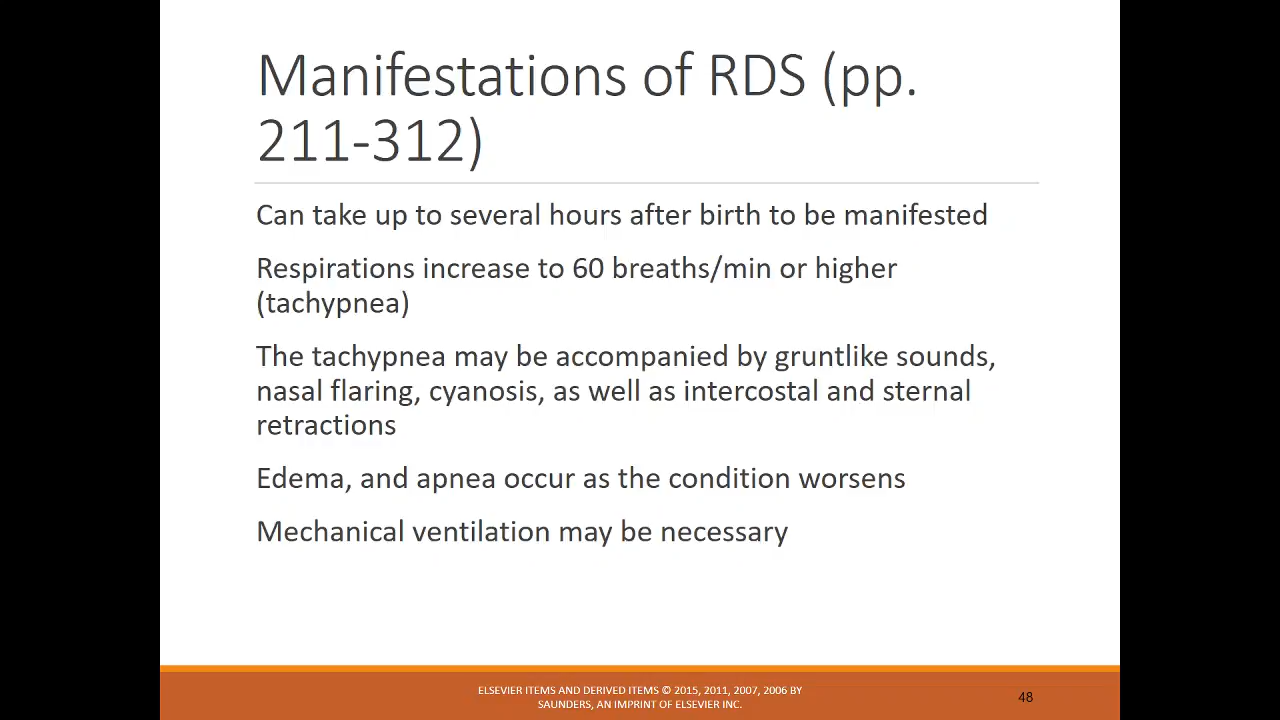 Manifestations of RDS (pp.
211-312)
Can take up to several hours after birth to be manifested
Respirations increase to 60 breaths/min or higher
(tachypnea)
The tachypnea may be accompanied by gruntlike sounds,
nasal flaring, cyanosis, as well as intercostal and sternal
retractions
Edema, and apnea occur as the condition worsens
Mechanical ventilation may be necessary
ELSEVIER ITEMS AND DERIVED ITEMS © 2015, 2011, 2007, 2006 BY
SAUNDERS, AN IMPRINT OF ELSEVIER INC.
48